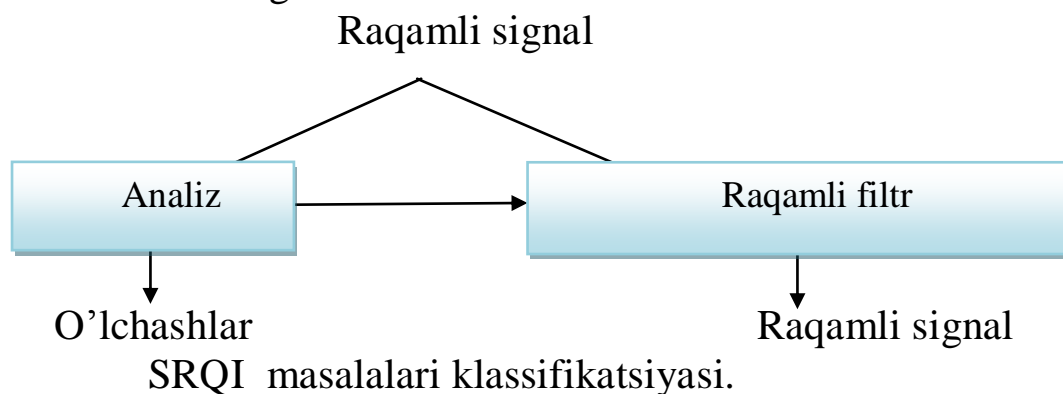 Raqamli signal
Analiz
Raqamli filtr
O’lchashlar
Raqamli signal
SRQI masalalari klassifikatsiyasi.